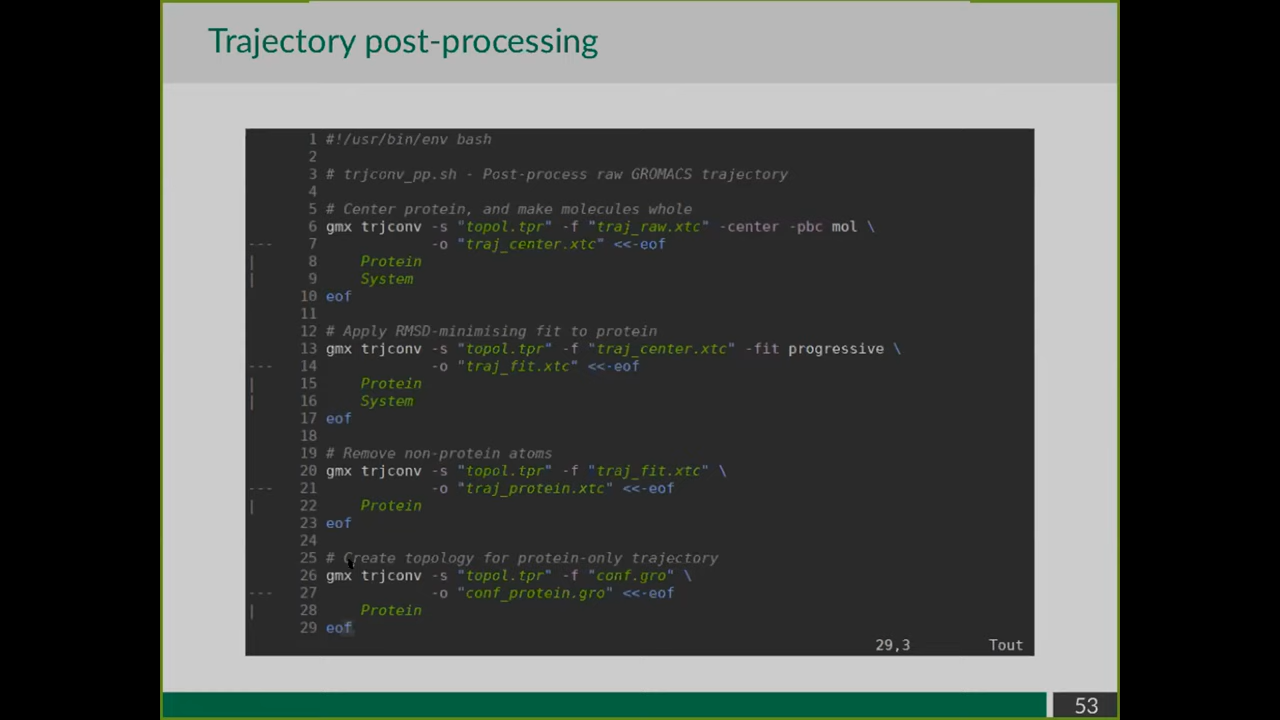 Trajectory post-processing
1 #!/usr/bin/env bash
2
3 # trjconv_pp.sh - Post-process raw GROMACS trajectory
4
5 # Center protein, and make molecules whole
6 gmx trjconv -s "topol.tpr" -f "traj_raw.xtc" -center -pbc mol \
--- 7 -o "traj_center.xtc" <<-eof
| 8 Protein
| 9 System
10 eof
11
12 # Apply RMSD-minimising fit to protein
13 gmx trjconv -s "topol.tpr" -f "traj_center.xtc" -fit progressive \
--- 14 -o "traj_fit.xtc" <<-eof
| 15 Protein
| 16 System
17 eof
18
19 # Remove non-protein atoms
20 gmx trjconv -s "topol.tpr" -f "traj_fit.xtc" \
--- 21 -o "traj_protein.xtc" <<-eof
| 22 Protein
23 eof
24
25 # Create topology for protein-only trajectory
26 gmx trjconv -s "topol.tpr" -f "conf.gro" \
--- 27 -o "conf_protein.gro" <<-eof
| 28 Protein
29 eof
29,3 Tout
53